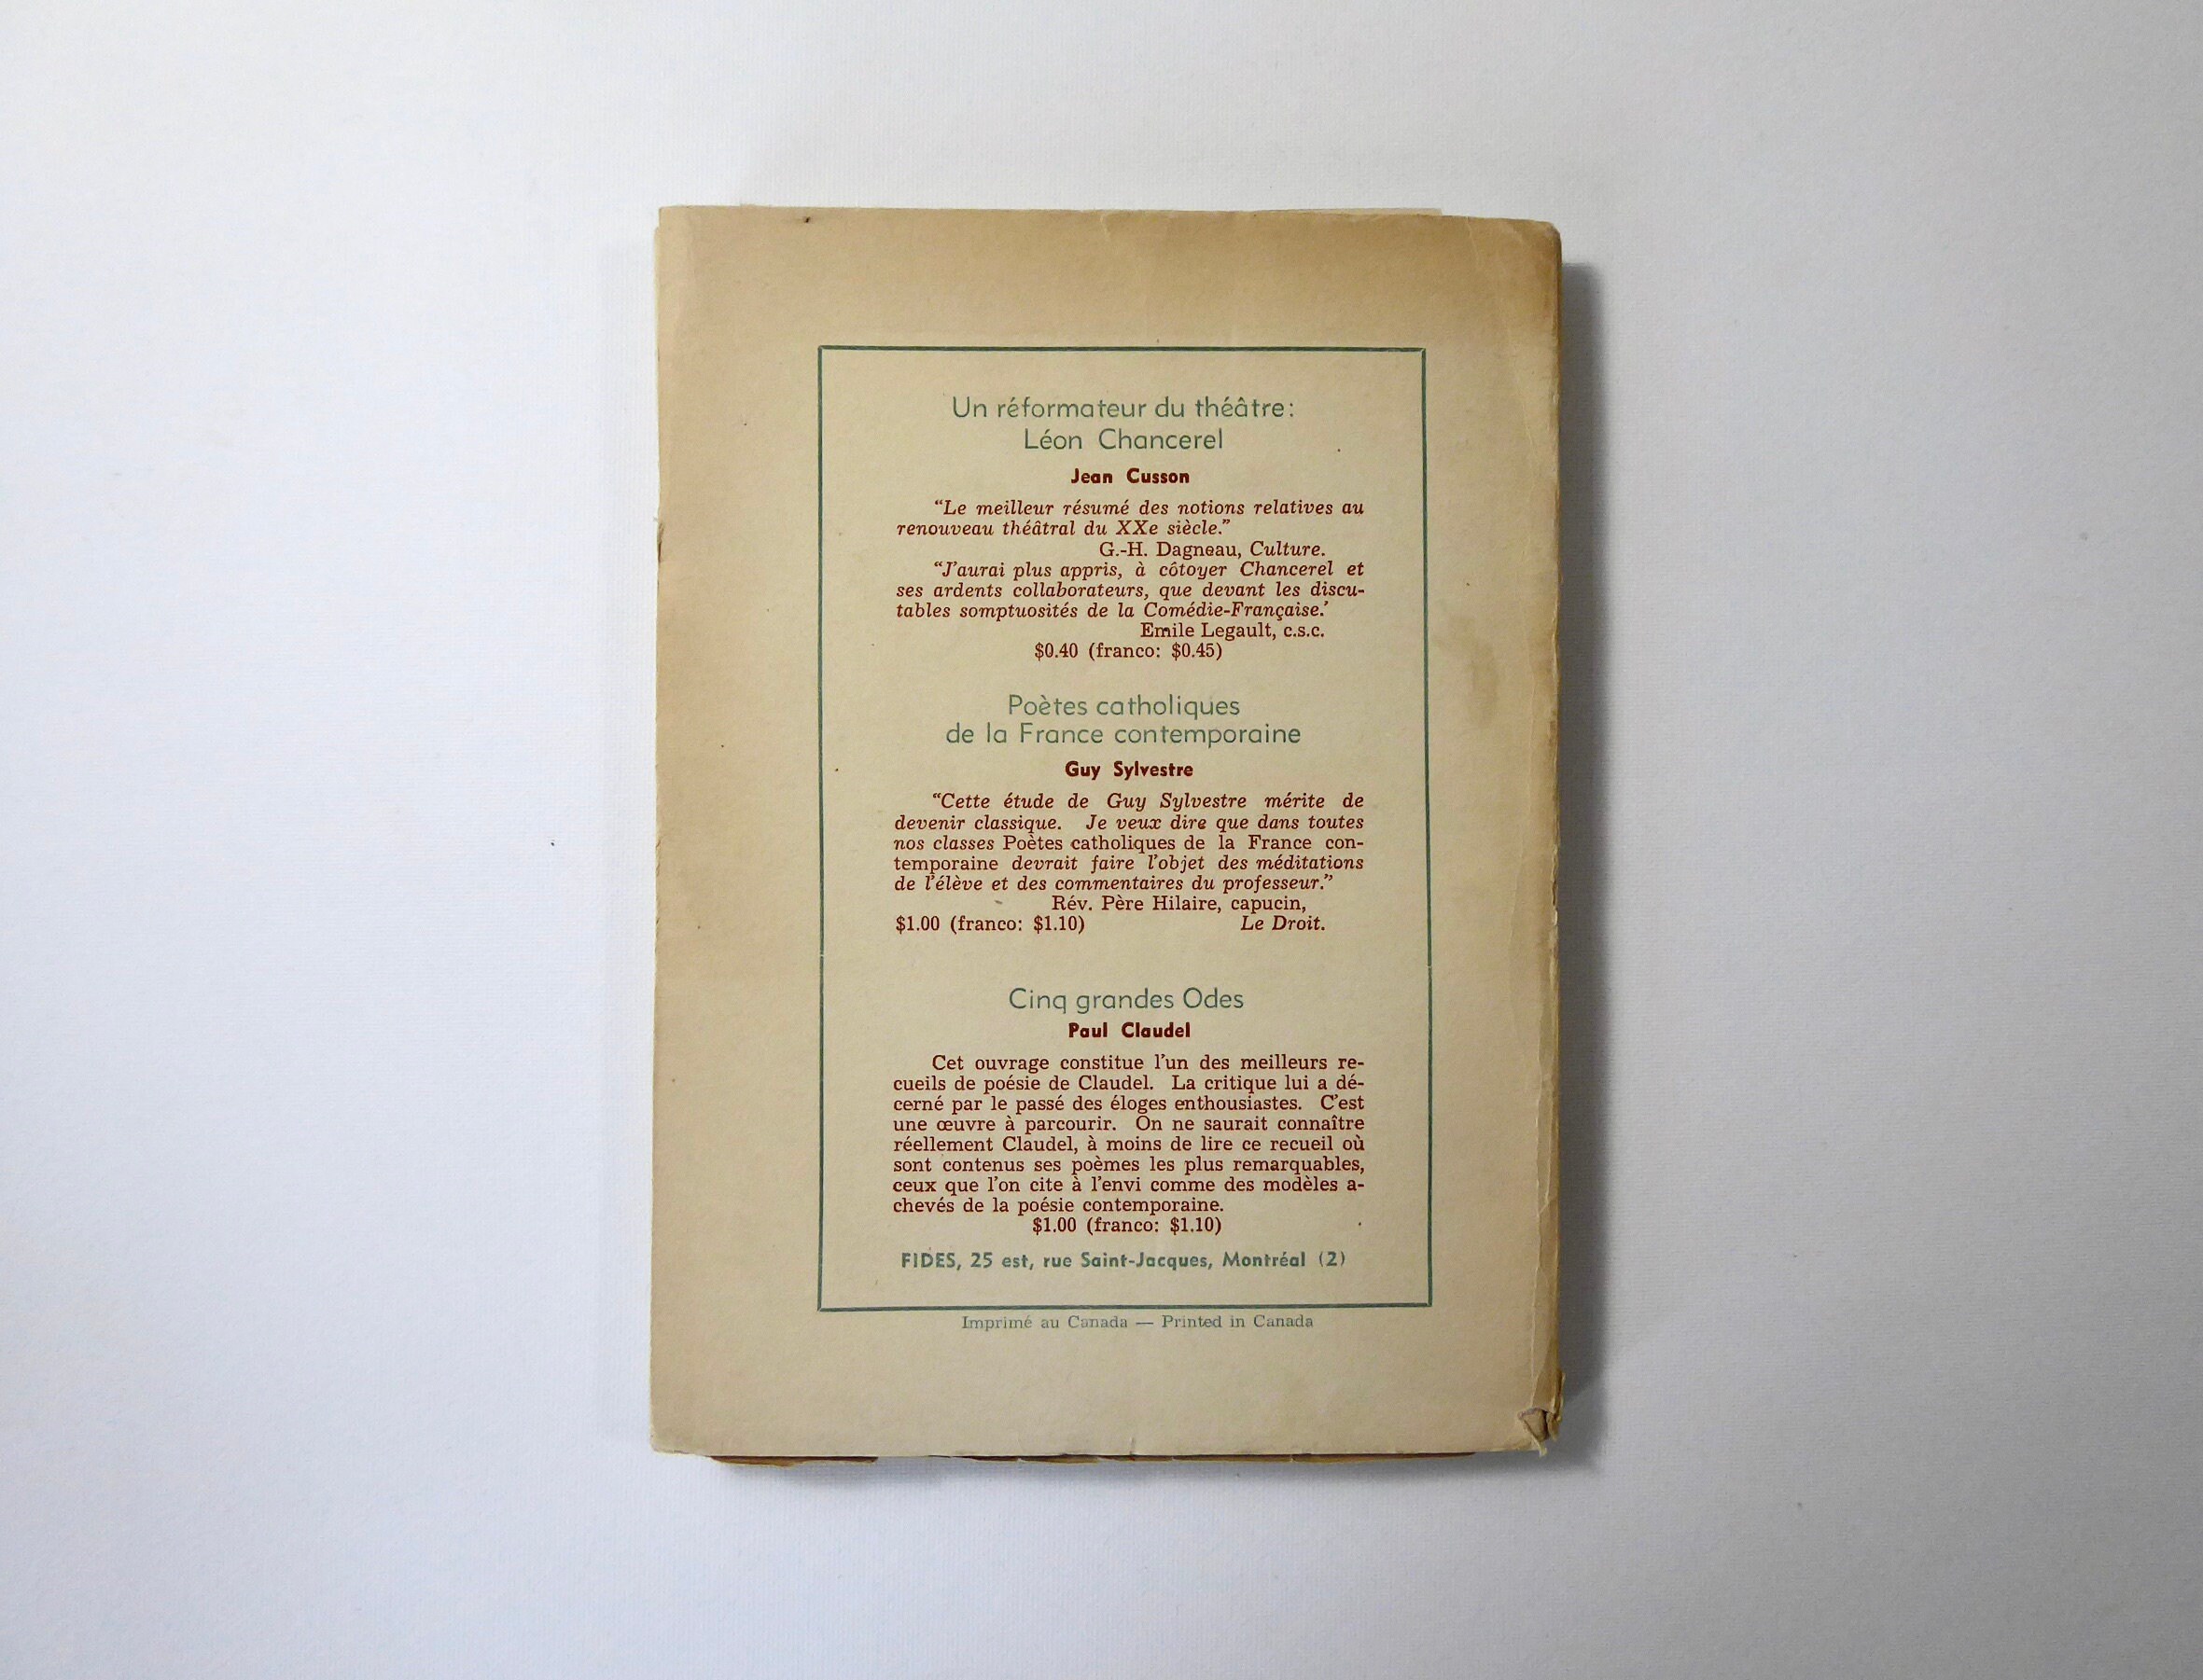 Un réformateur du théâtre:
Léon Chancerel
Jean Cusson
“Le meilleur résumé des notions relatives au
renouveau théâtral du XXe siècle.”
G.-H. Dagneau, Culture.
“J’aurai plus appris, à côtoyer Chancerel et
ses ardents collaborateurs, que devant les discu-
tables somptuosités de la Comédie-Française.’
Emile Legault, c.s.c.
$0.40 (franco: $0.45)
Poètes catholiques
de la France contemporaine
Guy Sylvestre
“Cette étude de Guy Sylvestre mérite de
devenir classique. Je veux dire que dans toutes
nos classes Poètes catholiques de la France con-
temporaine devrait faire l’objet des méditations
de l’élève et des commentaires du professeur.”
Rév. Père Hilaire, capucin,
$1.00 (franco: $1.10) Le Droit.
Cinq grandes Odes
Paul Claudel
Cet ouvrage constitue l’un des meilleurs re-
cueils de poésie de Claudel. La critique lui a dé-
cerné par le passé des éloges enthousiastes. C’est
une œuvre à parcourir. On ne saurait connaître
réellement Claudel, à moins de lire ce recueil où
sont contenus ses poèmes les plus remarquables,
ceux que l’on cite à l’envi comme des modèles a-
chevés de la poésie contemporaine.
$1.00 (franco: $1.10)
FIDES, 25 est, rue Saint-Jacques, Montréal (2)
Imprimé au Canada — Printed in Canada